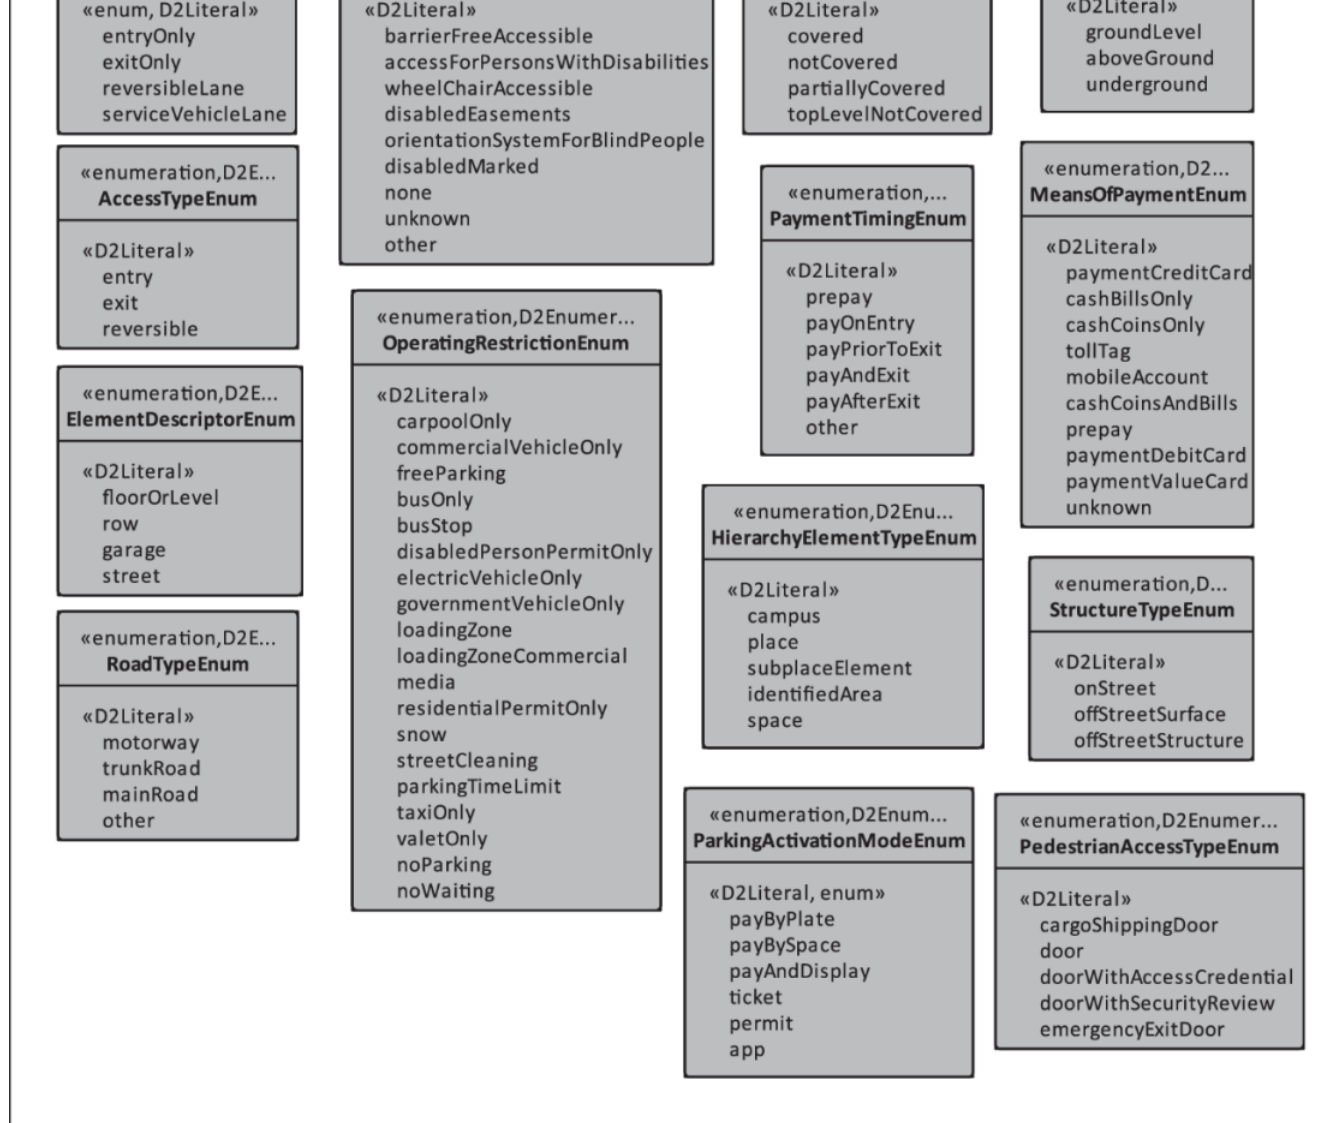 «enum, D2Literal»
entryOnly
exitOnly
reversibleLane
serviceVehicleLane
«enumeration,D2E...
AccessTypeEnum
«D2Literal»
entry
exit
reversible
«enumeration,D2E...
ElementDescriptorEnum
«D2Literal»
floorOrLevel
row
garage
street
«enumeration,D2E...
RoadTypeEnum
«D2Literal»
motorway
trunkRoad
mainRoad
other
«D2Literal»
barrierFreeAccessible
accessForPersonsWithDisabilities
wheelChairAccessible
disabledEasements
orientationSystemForBlindPeople
disabledMarked
none
unknown
other
«enumeration,D2Enumer...
OperatingRestrictionEnum
«D2Literal»
carpoolOnly
commercialVehicleOnly
freeParking
busOnly
busStop
disabledPersonPermitOnly
electricVehicleOnly
governmentVehicleOnly
loadingZone
loadingZoneCommercial
media
residentialPermitOnly
snow
streetCleaning
parkingTimeLimit
taxiOnly
valetOnly
noParking
noWaiting
«D2Literal»
covered
notCovered
partiallyCovered
topLevelNotCovered
«enumeration,...
PaymentTimingEnum
«D2Literal»
prepay
payOnEntry
payPriorToExit
payAndExit
payAfterExit
other
«enumeration,D2Enu...
HierarchyElementTypeEnum
«D2Literal»
campus
place
subplaceElement
identifiedArea
space
«enumeration,D2Enum...
ParkingActivationModeEnum
«D2Literal, enum»
payByPlate
payBySpace
payAndDisplay
ticket
permit
app
«D2Literal»
groundLevel
aboveGround
underground
«enumeration,D2...
MeansOfPaymentEnum
«D2Literal»
paymentCreditCard
cashBillsOnly
cashCoinsOnly
tollTag
mobileAccount
cashCoinsAndBills
prepay
paymentDebitCard
paymentValueCard
unknown
«enumeration,D...
StructureTypeEnum
«D2Literal»
onStreet
offStreetSurface
offStreetStructure
«enumeration,D2Enumer...
PedestrianAccessTypeEnum
«D2Literal»
cargoShippingDoor
door
doorWithAccessCredential
doorWithSecurityReview
emergencyExitDoor